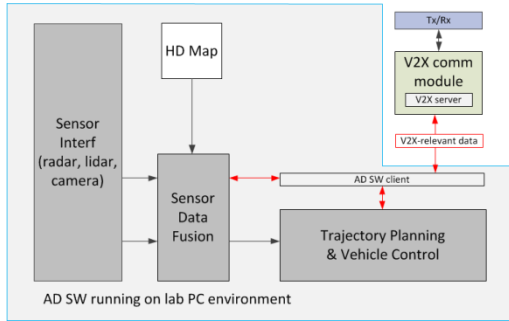 Tx/Rx
V2X comm
module
V2X server
V2X-relevant data
HD Map
Sensor
Interf
(radar, lidar,
camera)
Sensor
Data
Fusion
AD SW client
Trajectory Planning
& Vehicle Control
AD SW running on lab PC environment